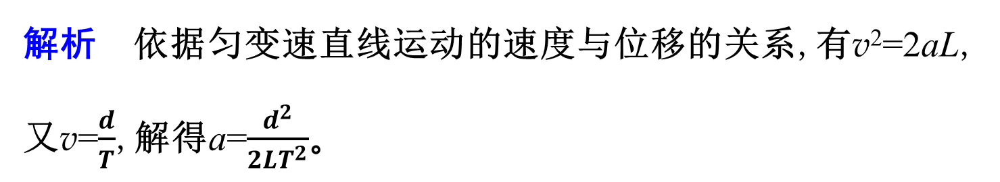 解析 依据匀变速直线运动的速度与位移的关系,有v²=2aL,
又v=d/T,解得a=d²/2LT²。